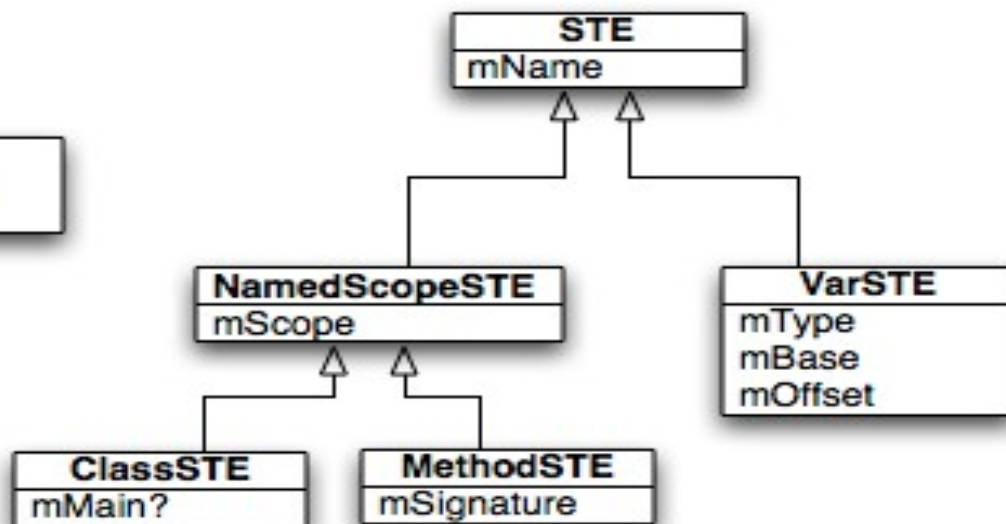 STE
mName
NamedScopeSTE
mScope
VarSTE
mType
mBase
mOffset
ClassSTE
mMain?
MethodSTE
mSignature